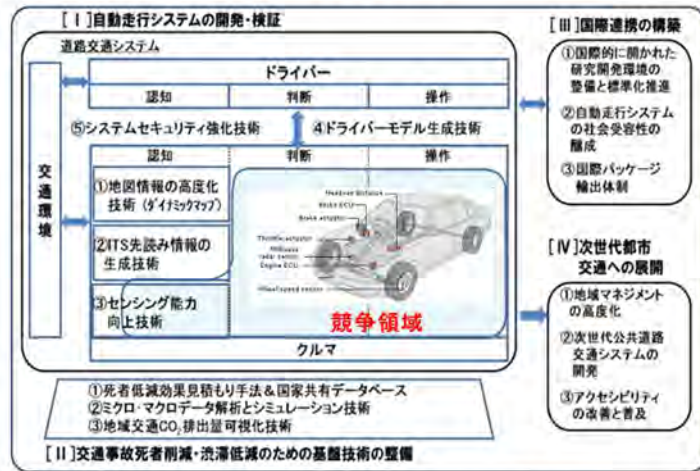 [Ⅰ]自動走行システムの開発・検証
道路交通システム
ドライバー
認知 判断 操作
⑤システムセキュリティ強化技術 ④ドライバーモデル生成技術
交通環境
認知 判断 操作
①地図情報の高度化
技術(ダイナミックマップ)
②ITS先読み情報の
生成技術
③センシング能力
向上技術
Brake ECU
Brake actuator
Throttle actuator
Millimeter
radar sensor
Engine ECU
Wheel speed sensor
競争領域
クルマ
①死者低減効果見積もり手法&国家共有データベース
②ミクロ・マクロデータ解析とシミュレーション技術
③地域交通CO₂排出量可視化技術
[Ⅱ]交通事故死者削減・渋滞低減のための基盤技術の整備
[Ⅲ]国際連携の構築
①国際的に開かれた
研究開発環境の
整備と標準化推進
②自動走行システム
の社会受容性の
醸成
③国際パッケージ
輸出体制
[Ⅳ]次世代都市
交通への展開
①地域マネジメント
の高度化
②次世代公共道路
交通システムの
開発
③アクセシビリティ
の改善と普及